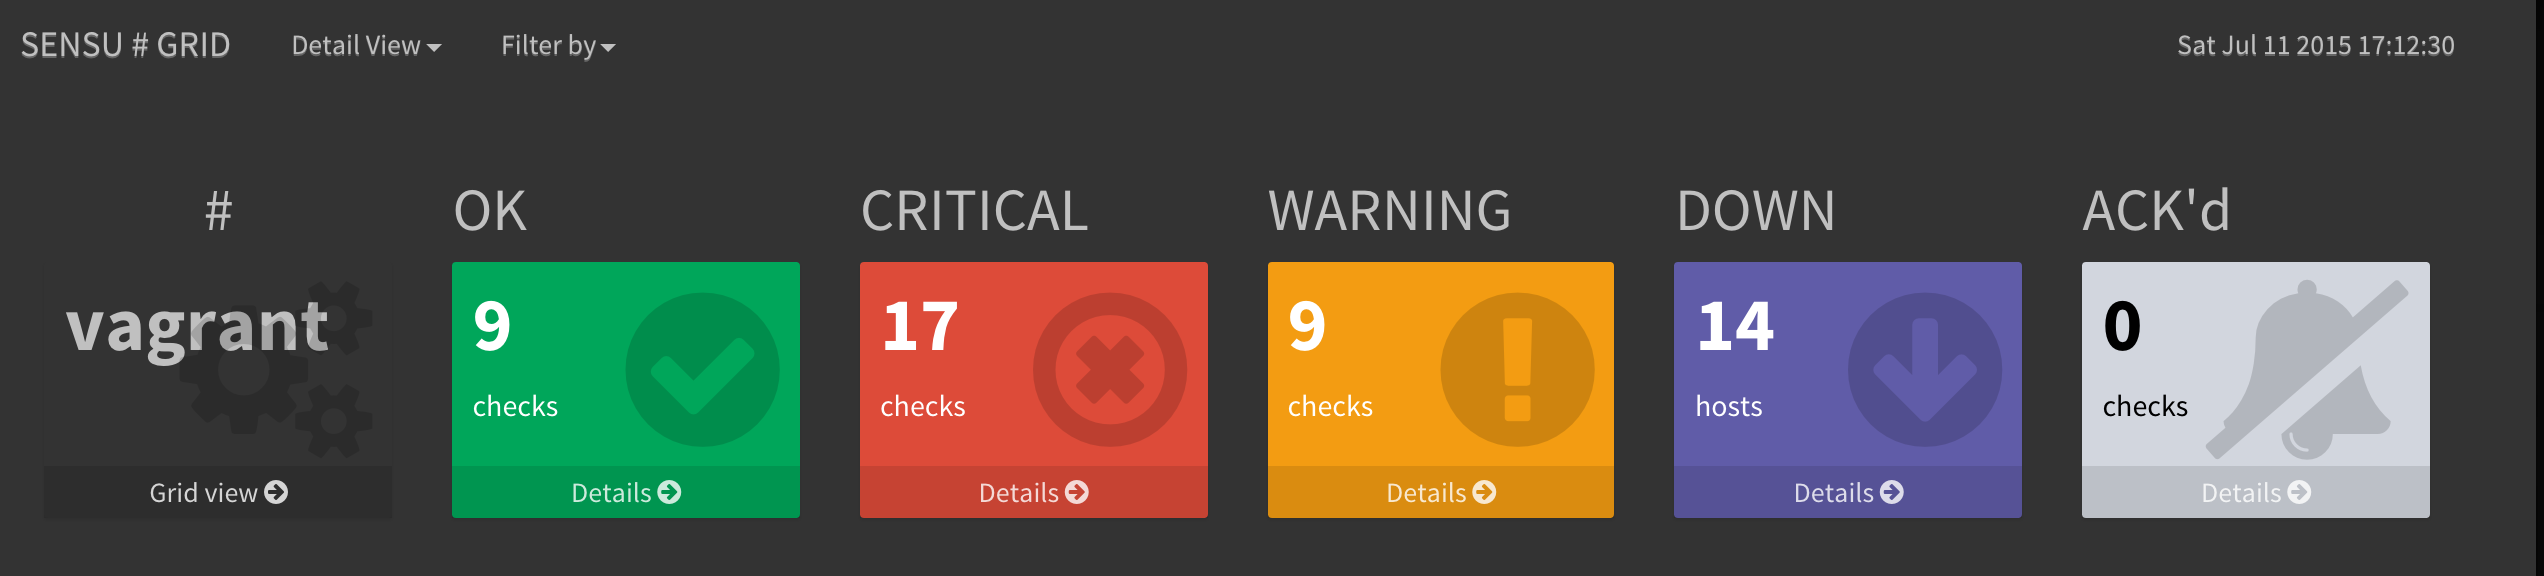 SENSU # GRID Detail View Filter by Sat Jul 11 2015 17:12:30
# OK CRITICAL WARNING DOWN ACK'd
vagrant 9 17 9 14 0
checks checks checks hosts checks
Grid view Details Details Details Details Details